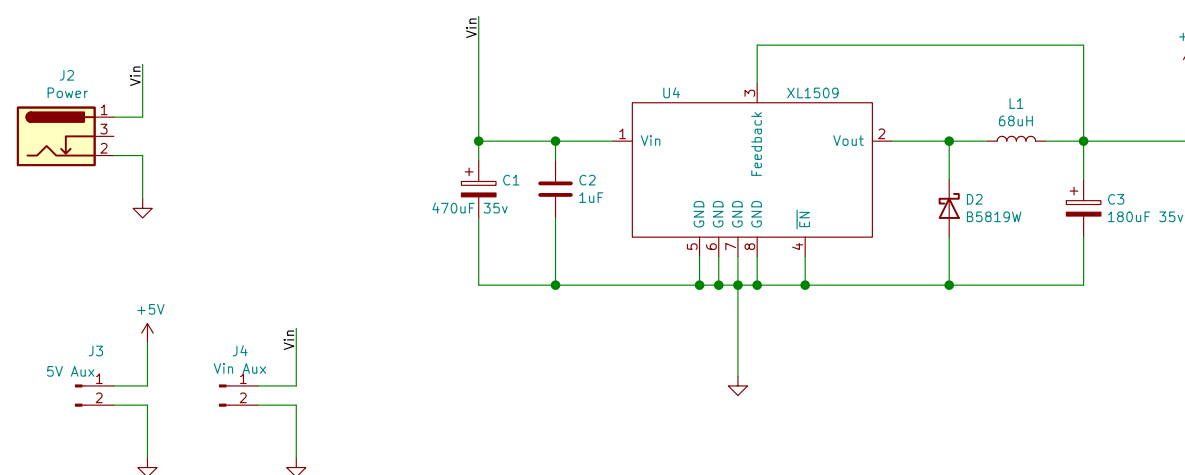 J2
Power
1
3
2
Vin
+5V
J3
5V Aux
1
2
Vin
J4
Vin Aux
1
2
Vin
+
C1
470uF 35v
C2
1uF
U4
XL1509
3
1
Vin
Feedback
Vout
2
GND
GND
GND
GND
EN
5
6
7
8
4
L1
68uH
D2
B5819W
+
C3
180uF 35v
+